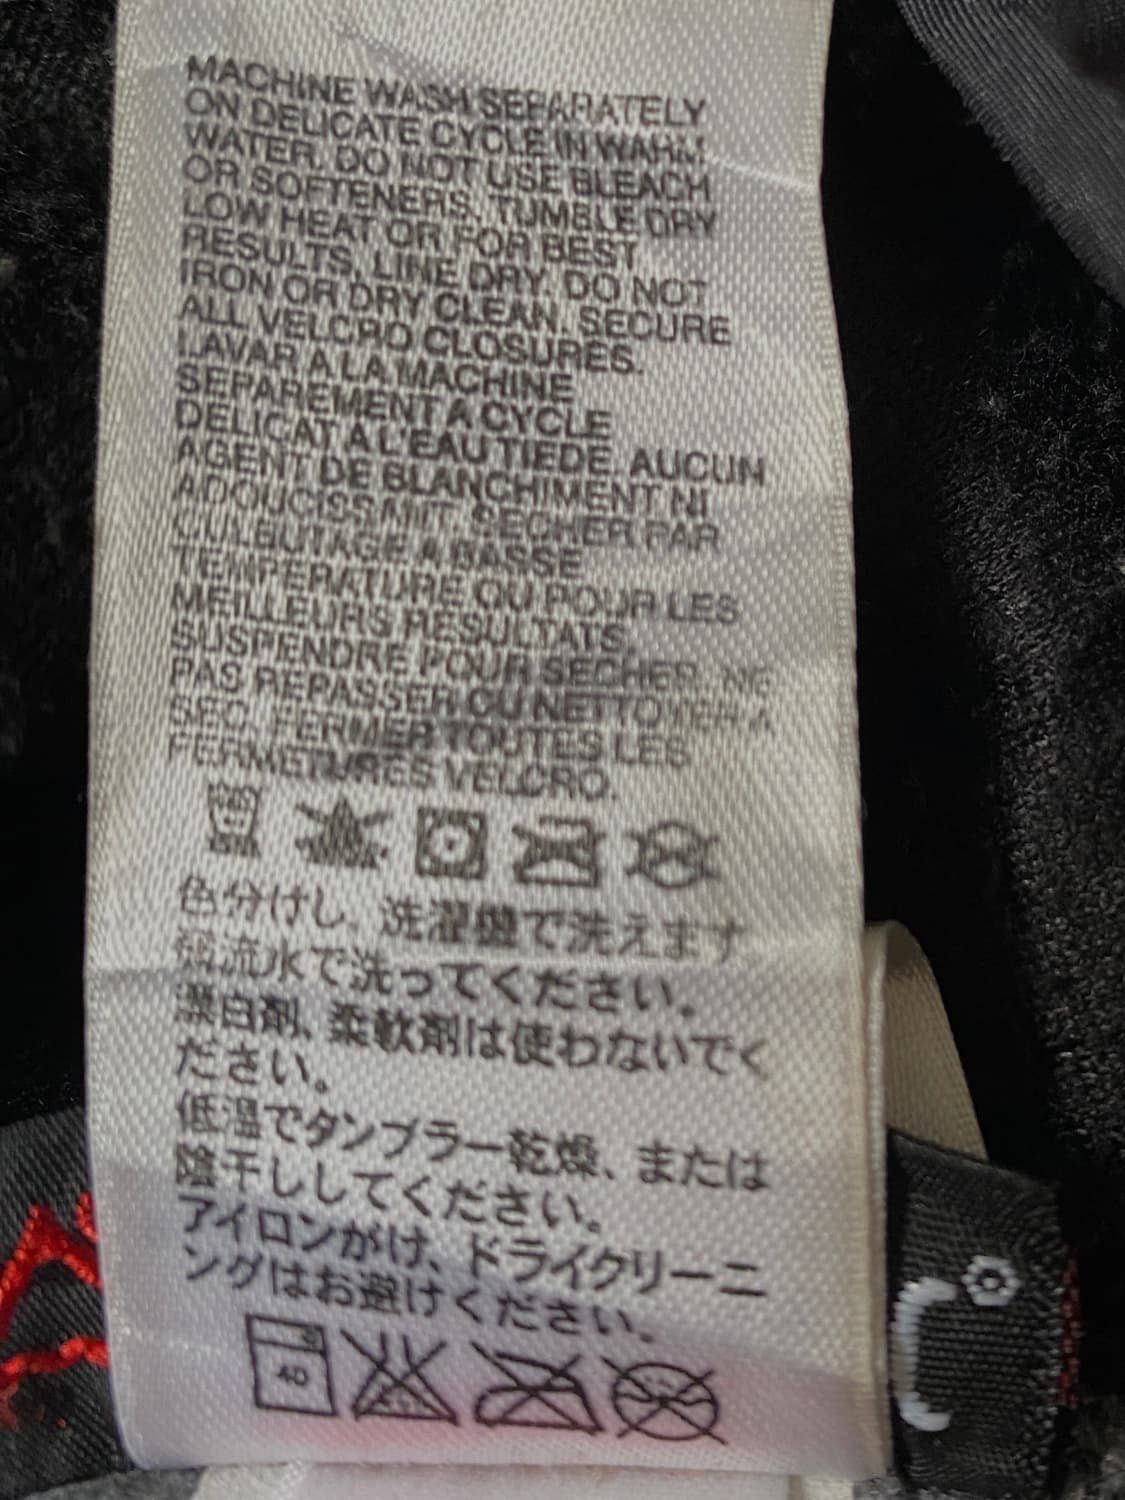 MACHINE WASH SEPARATELY
ON DELICATE CYCLE IN WARM
WATER. DO NOT USE BLEACH
OR SOFTENERS. TUMBLE DRY
LOW HEAT OR FOR BEST
RESULTS, LINE DRY. DO NOT
IRON OR DRY CLEAN. SECURE
ALL VELCRO CLOSURES.
LAVAR A LA MACHINE
SEPAREMENT A CYCLE
DELICAT A L'EAU TIEDE. AUCUN
AGENT DE BLANCHIMENT NI
ADOUCISSANT. SECHER PAR
CULBUTAGE A BASSE
TEMPERATURE OU POUR LES
MEILLEURS RESULTATS
SUSPENDRE POUR SECHER. NE
PAS REPASSER OU NETTOYER A
SEC. FERMER TOUTES LES
FERMETURES VELCRO.
色分けし、洗濯機で洗えます
流水で洗ってください。
漂白剤、柔軟剤は使わないでく
ださい。
低温でタンブラー乾燥、または
陰干ししてください。
アイロンがけ、ドライクリーニ
ングはお避けください。
40
C°